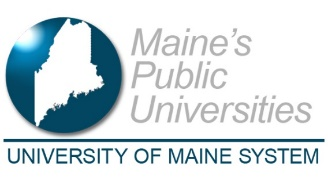 Maine's
Public
Universities
UNIVERSITY OF MAINE SYSTEM